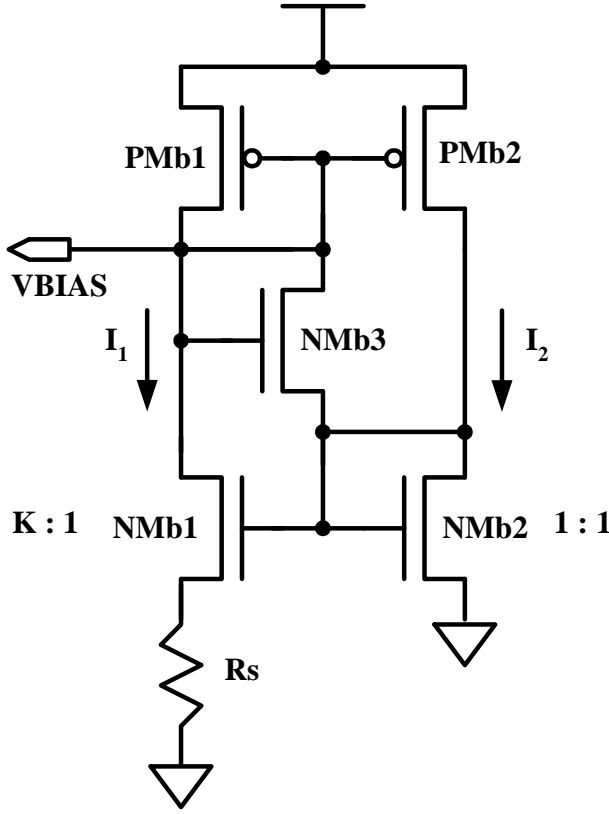 PMb1
PMb2
VBIAS
I₁
NMb3
I₂
K : 1
NMb1
NMb2
1 : 1
Rs